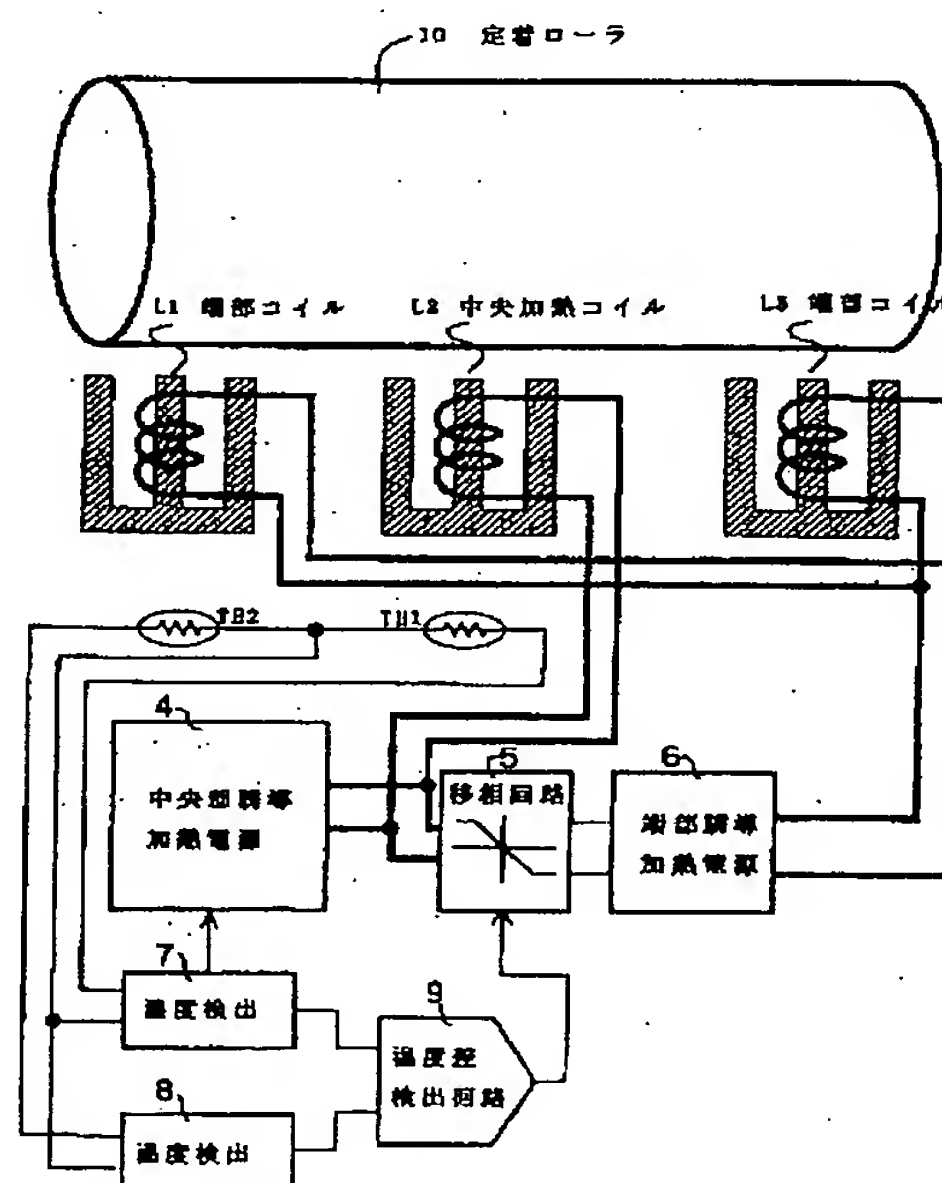 10 定着ローラ
L1 端部コイル
L2 中央加熱コイル
L3 端部コイル
TH2
TH1
4
中央部誘導
加熱電源
5
移相回路
6
端部誘導
加熱電源
7
温度検出
8
温度検出
9
温度差
検出回路